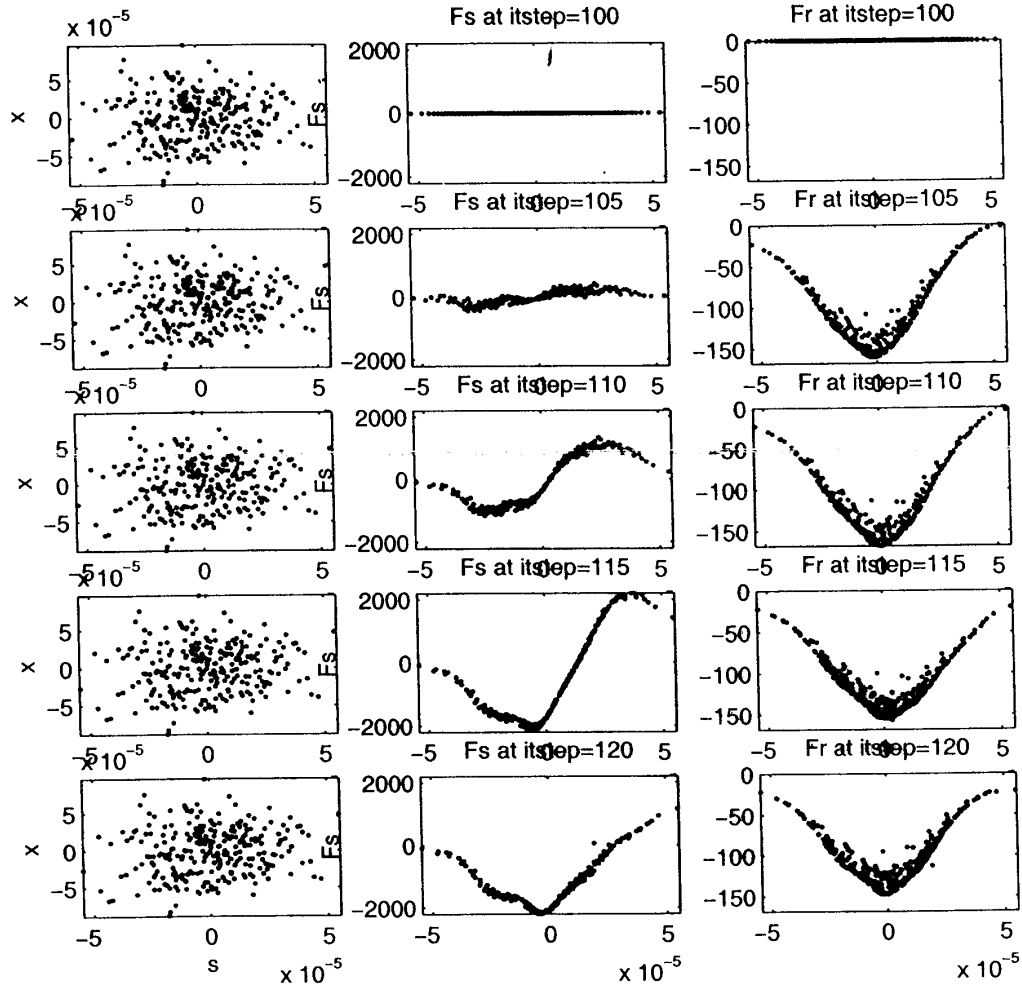 x 10⁻⁵
Fs at itstep=100
Fr at itstep=100
x
5
0
−5
Fs
2000
0
−2000
0
−50
−100
−150
−5 0 5
−5 0 5
−5 0 5
x 10⁻⁵
Fs at itstep=105
Fr at itstep=105
x
5
0
−5
Fs
2000
0
−2000
0
−50
−100
−150
−5 0 5
−5 0 5
−5 0 5
x 10⁻⁵
Fs at itstep=110
Fr at itstep=110
x
5
0
−5
Fs
2000
0
−2000
0
−50
−100
−150
−5 0 5
−5 0 5
−5 0 5
x 10⁻⁵
Fs at itstep=115
Fr at itstep=115
x
5
0
−5
Fs
2000
0
−2000
0
−50
−100
−150
−5 0 5
−5 0 5
−5 0 5
x 10⁻⁵
Fs at itstep=120
Fr at itstep=120
x
5
0
−5
Fs
2000
0
−2000
0
−50
−100
−150
−5 0 5
−5 0 5
−5 0 5
s
x 10⁻⁵
x 10⁻⁵
x 10⁻⁵